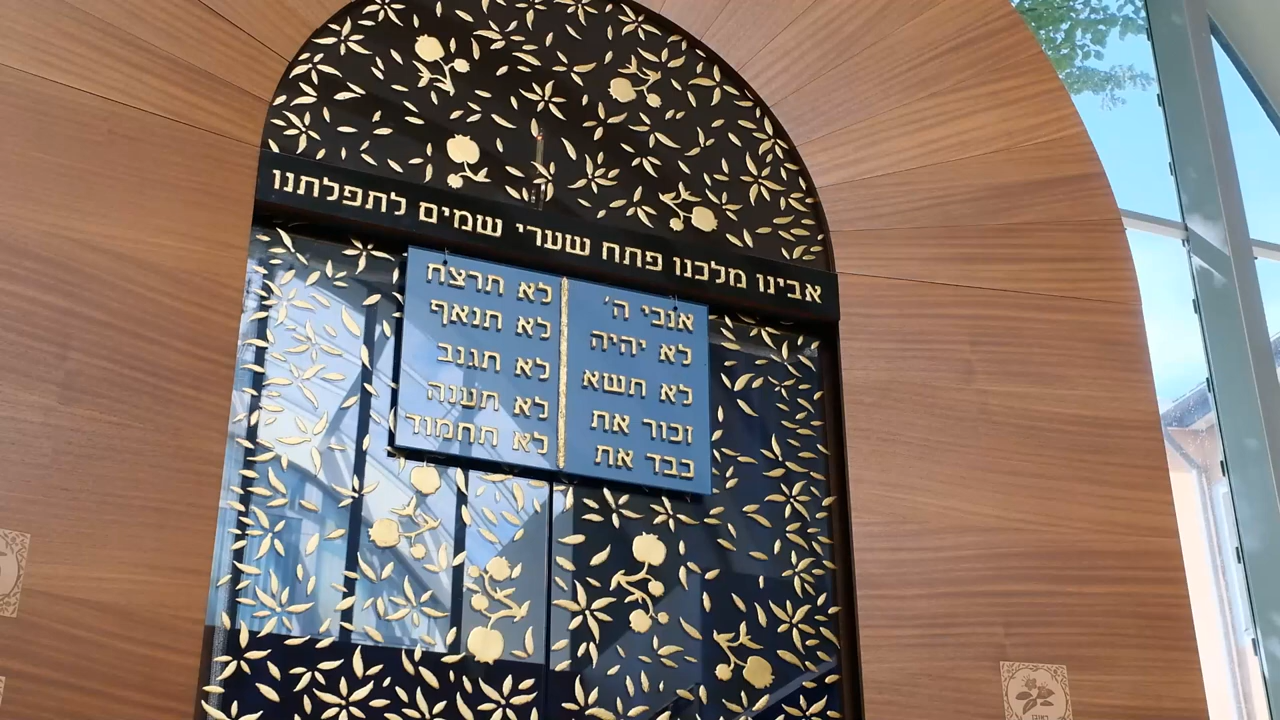 אבינו מלכנו פתח שערי שמים לתפלתנו
אנכי ה'
לא יהיה
לא תשא
זכור את
כבד את
לא תרצח
לא תנאף
לא תגנב
לא תענה
לא תחמוד
ראובן